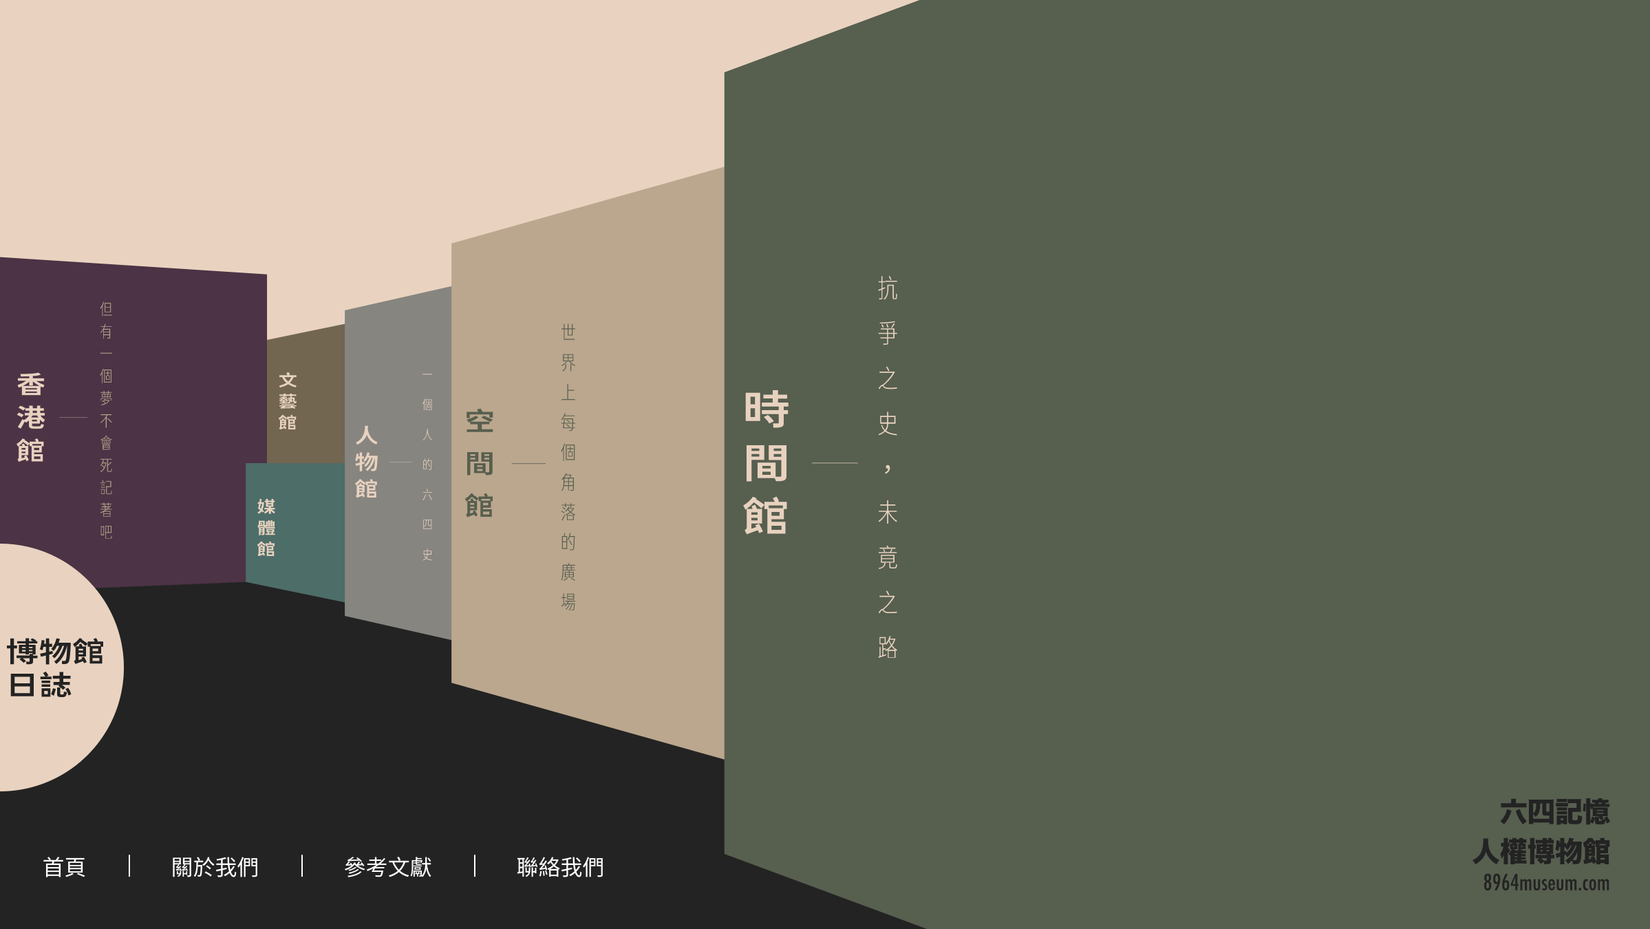 香港館
但有一個夢不會死記著吧
文藝館
媒體館
人物館
一個人的六四史
空間館
世界上每個角落的廣場
時間館
抗爭之史，未竟之路
博物館
日誌
首頁
關於我們
參考文獻
聯絡我們
六四記憶
人權博物館
8964museum.com